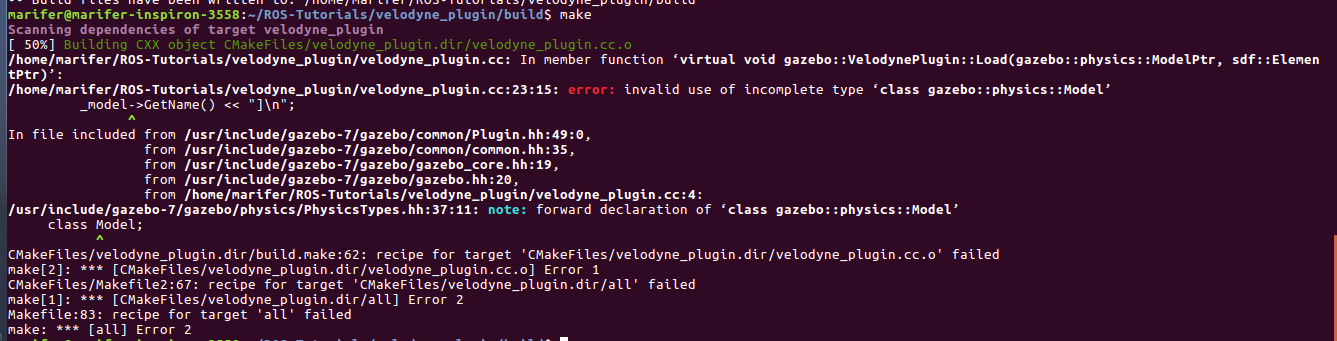 -- Build files have been written to: /home/marifer/ROS-Tutorials/velodyne_plugin/build
marifer@marifer-inspiron-3558:~/ROS-Tutorials/velodyne_plugin/build$ make
Scanning dependencies of target velodyne_plugin
[ 50%] Building CXX object CMakeFiles/velodyne_plugin.dir/velodyne_plugin.cc.o
/home/marifer/ROS-Tutorials/velodyne_plugin/velodyne_plugin.cc: In member function ‘virtual void gazebo::VelodynePlugin::Load(gazebo::physics::ModelPtr, sdf::Elemen
tPtr)’:
/home/marifer/ROS-Tutorials/velodyne_plugin/velodyne_plugin.cc:23:15: error: invalid use of incomplete type ‘class gazebo::physics::Model’
_model->GetName() << "]\n";
^
In file included from /usr/include/gazebo-7/gazebo/common/Plugin.hh:49:0,
from /usr/include/gazebo-7/gazebo/common/common.hh:35,
from /usr/include/gazebo-7/gazebo/gazebo_core.hh:19,
from /usr/include/gazebo-7/gazebo/gazebo.hh:20,
from /home/marifer/ROS-Tutorials/velodyne_plugin/velodyne_plugin.cc:4:
/usr/include/gazebo-7/gazebo/physics/PhysicsTypes.hh:37:11: note: forward declaration of ‘class gazebo::physics::Model’
class Model;
^
CMakeFiles/velodyne_plugin.dir/build.make:62: recipe for target 'CMakeFiles/velodyne_plugin.dir/velodyne_plugin.cc.o' failed
make[2]: *** [CMakeFiles/velodyne_plugin.dir/velodyne_plugin.cc.o] Error 1
CMakeFiles/Makefile2:67: recipe for target 'CMakeFiles/velodyne_plugin.dir/all' failed
make[1]: *** [CMakeFiles/velodyne_plugin.dir/all] Error 2
Makefile:83: recipe for target 'all' failed
make: *** [all] Error 2